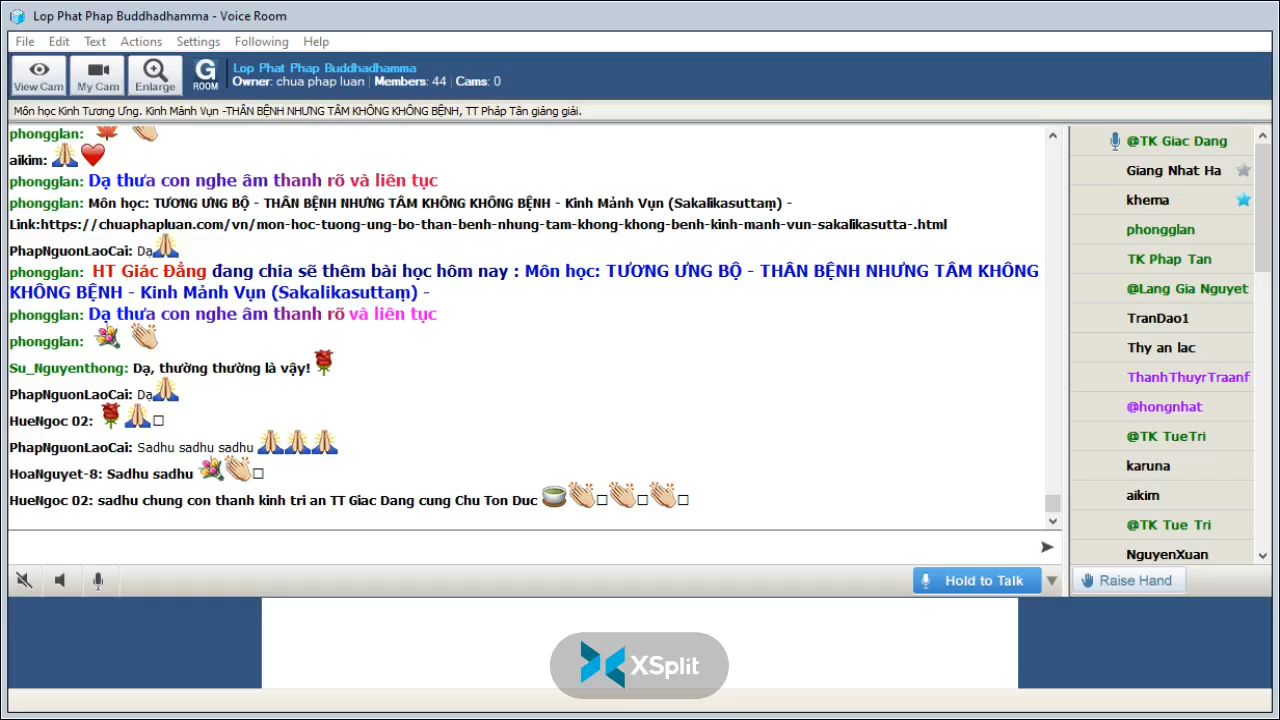 Lop Phat Phap Buddhadhamma - Voice Room
File Edit Text Actions Settings Following Help
View Cam My Cam Enlarge G ROOM
Lop Phat Phap Buddhadhamma
Owner: chua phap luan | Members: 44 | Cams: 0
Môn học Kinh Tương Ưng. Kinh Mảnh Vụn -THÂN BỆNH NHƯNG TÂM KHÔNG KHÔNG BỆNH, TT Pháp Tân giảng giải.
phongglan:
aikim:
phongglan: Dạ thưa con nghe âm thanh rõ và liên tục
phongglan: Môn học: TƯƠNG ƯNG BỘ - THÂN BỆNH NHƯNG TÂM KHÔNG KHÔNG BỆNH - Kinh Mảnh Vụn (Sakalikasuttaṃ) -
Link:https://chuaphapluan.com/vn/mon-hoc-tuong-ung-bo-than-benh-nhung-tam-khong-khong-benh-kinh-manh-vun-sakalikasutta-.html
PhapNguonLaoCai: Dạ
phongglan: HT Giác Đẳng đang chia sẽ thêm bài học hôm nay : Môn học: TƯƠNG ƯNG BỘ - THÂN BỆNH NHƯNG TÂM KHÔNG
KHÔNG BỆNH - Kinh Mảnh Vụn (Sakalikasuttaṃ) -
phongglan: Dạ thưa con nghe âm thanh rõ và liên tục
phongglan:
Su_Nguyenthong: Dạ, thường thường là vậy!
PhapNguonLaoCai: Dạ
HueNgoc 02:
PhapNguonLaoCai: Sadhu sadhu sadhu
HoaNguyet-8: Sadhu sadhu
HueNgoc 02: sadhu chung con thanh kinh tri an TT Giac Dang cung Chu Ton Duc
@TK Giac Dang
Giang Nhat Ha
khema
phongglan
TK Phap Tan
@Lang Gia Nguyet
TranDao1
Thy an lac
ThanhThuyrTraanf
@hongnhat
@TK TueTri
karuna
aikim
@TK Tue Tri
NguyenXuan
Hold to Talk
Raise Hand
XSplit